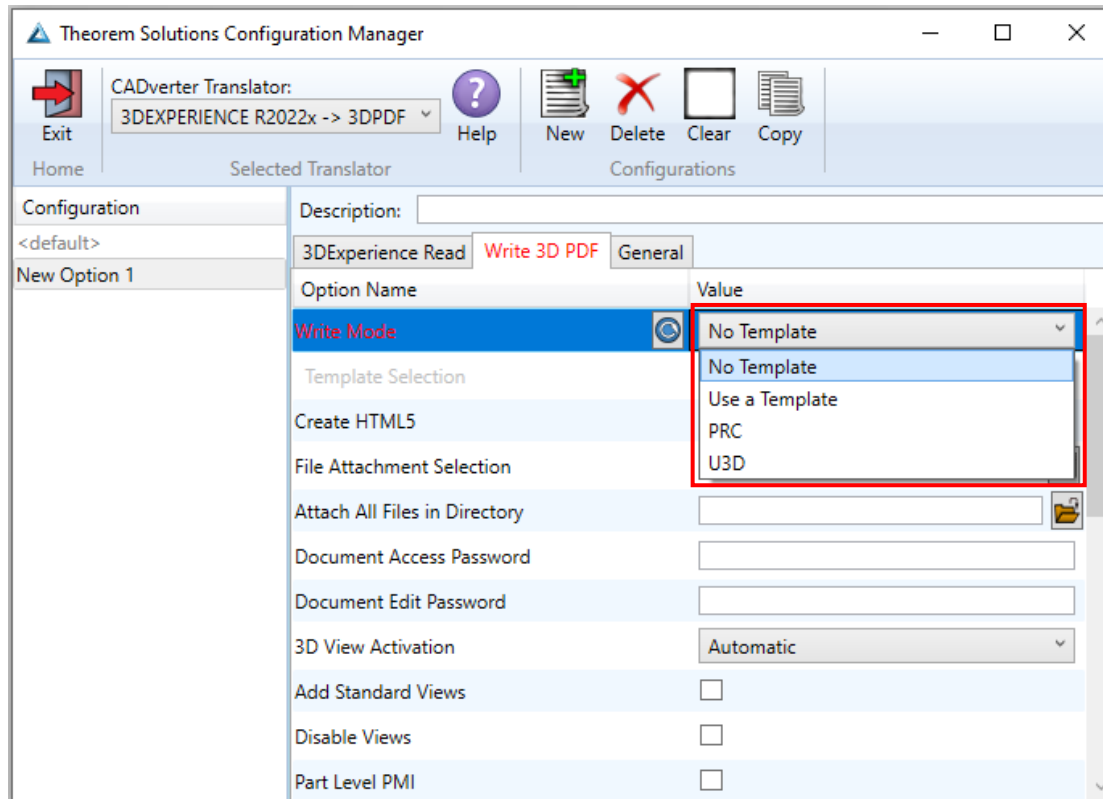 Theorem Solutions Configuration Manager
CADverter Translator:
3DEXPERIENCE R2022x -> 3DPDF
Exit
Help
New
Delete
Clear
Copy
Home
Selected Translator
Configurations
Configuration
Description:
<default>
New Option 1
3DExperience Read
Write 3D PDF
General
Option Name
Value
Write Mode
No Template
Template Selection
No Template
Create HTML5
Use a Template
PRC
File Attachment Selection
U3D
Attach All Files in Directory
Document Access Password
Document Edit Password
3D View Activation
Automatic
Add Standard Views
Disable Views
Part Level PMI